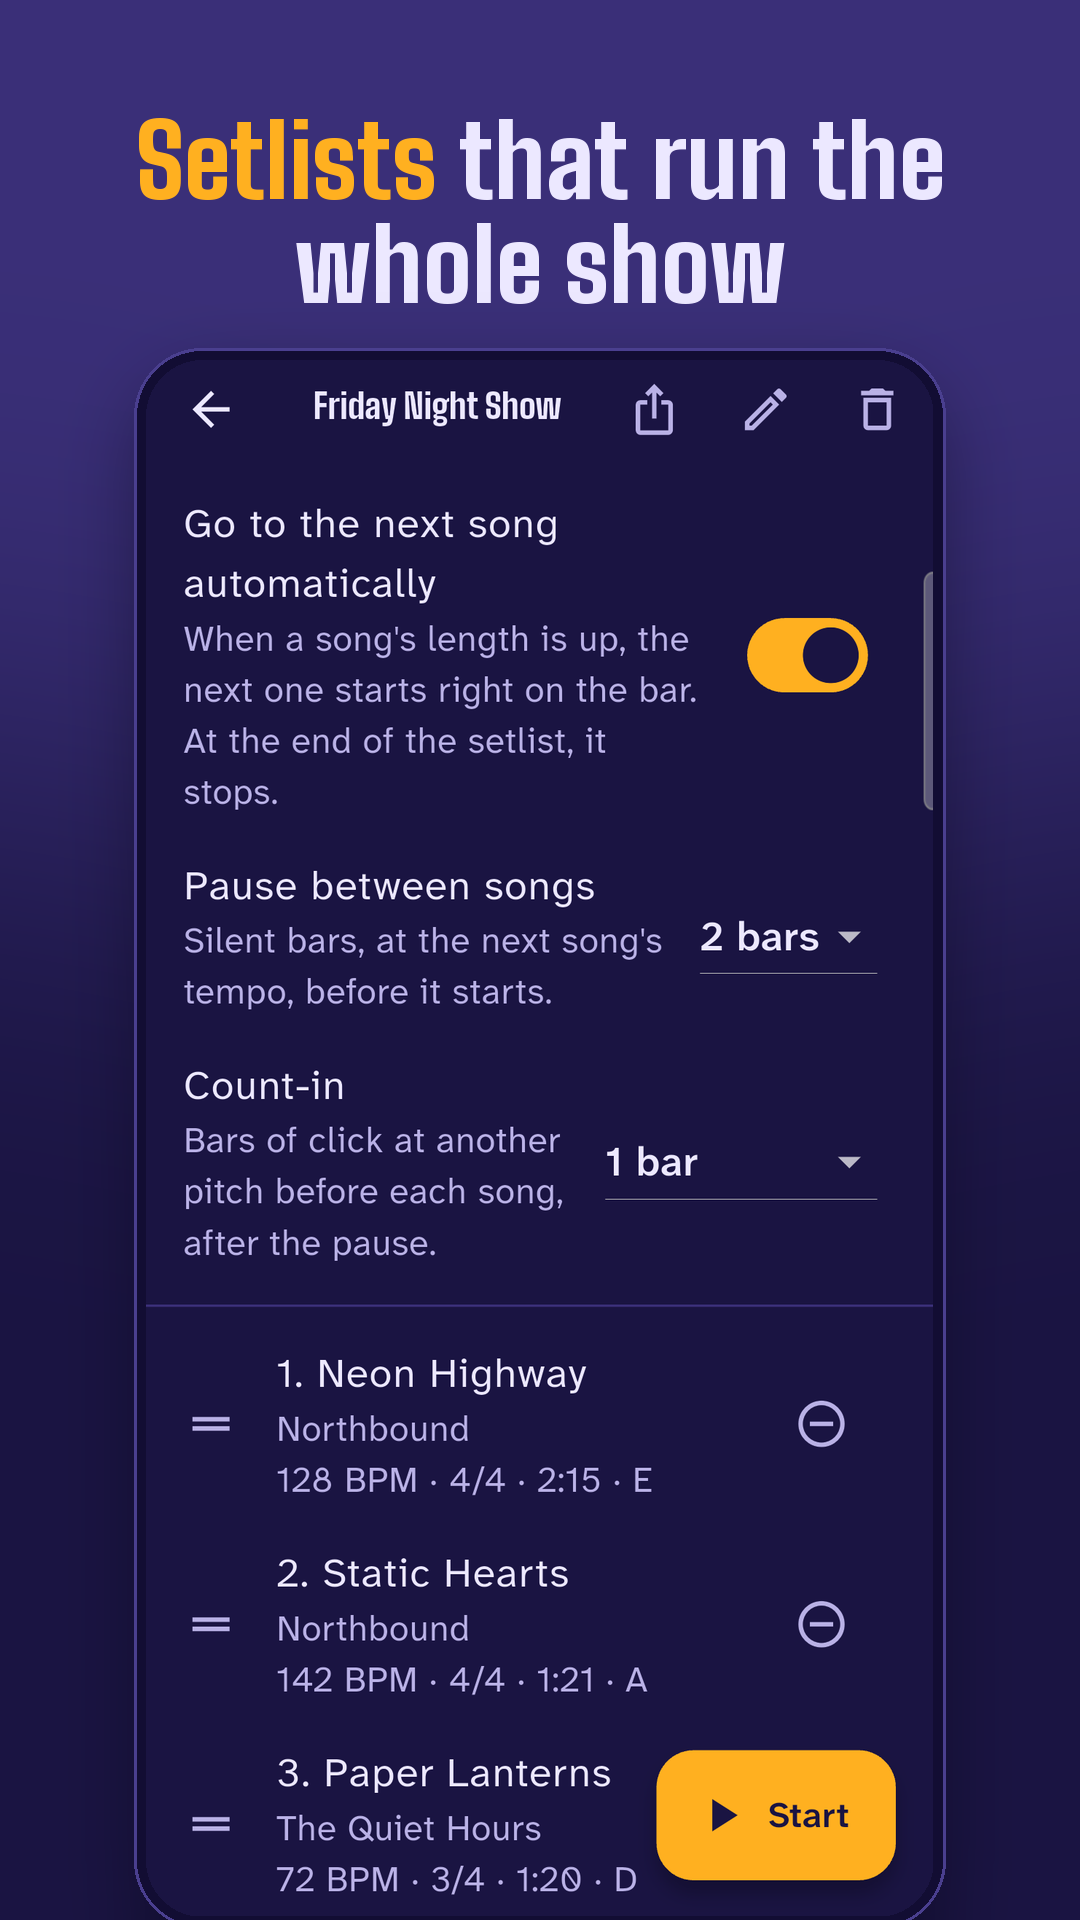 Setlists that run the
whole show
Friday Night Show
Go to the next song
automatically
When a song's length is up, the
next one starts right on the bar.
At the end of the setlist, it
stops.
Pause between songs
Silent bars, at the next song's
tempo, before it starts.
2 bars
Count-in
Bars of click at another
pitch before each song,
after the pause.
1 bar
1. Neon Highway
Northbound
128 BPM · 4/4 · 2:15 · E
2. Static Hearts
Northbound
142 BPM · 4/4 · 1:21 · A
3. Paper Lanterns
The Quiet Hours
72 BPM · 3/4 · 1:20 · D
Start